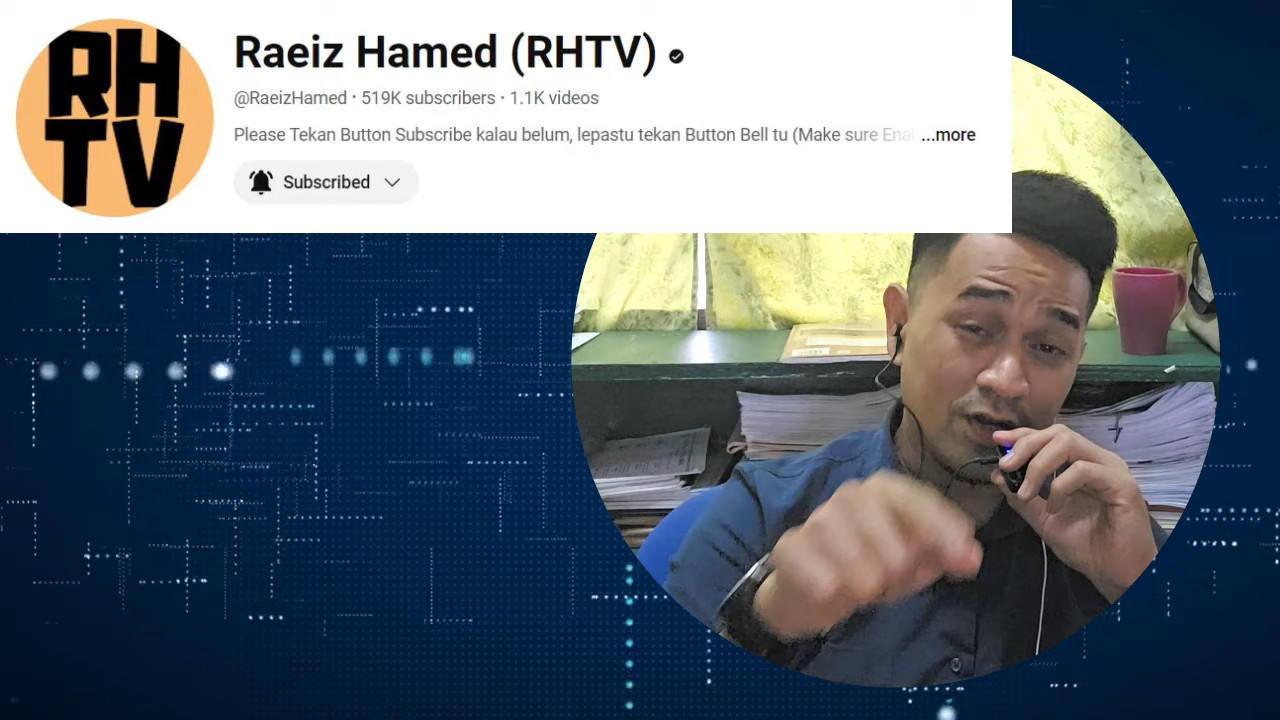 RH
TV
Raeiz Hamed (RHTV)
@RaeizHamed · 519K subscribers · 1.1K videos
Please Tekan Button Subscribe kalau belum, lepastu tekan Button Bell tu (Make sure Ena ...more
Subscribed